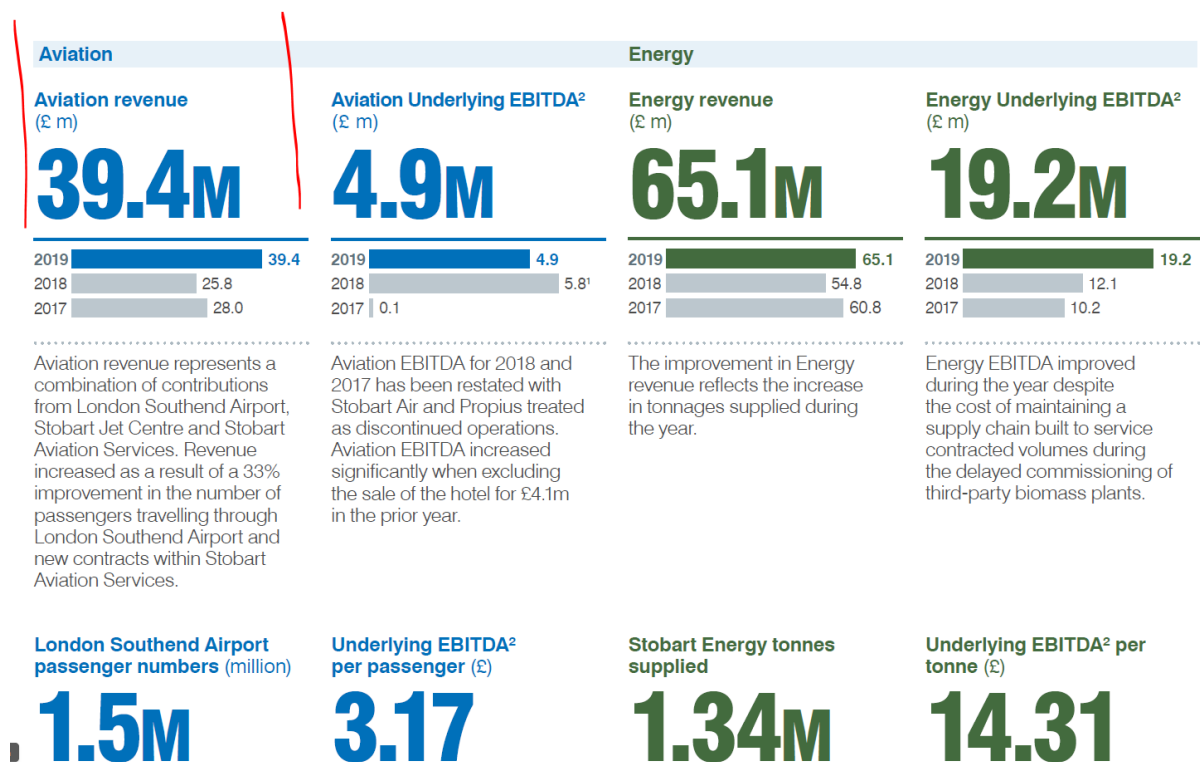 Aviation
Energy
Aviation revenue
(£ m)
39.4M
2019 39.4
2018 25.8
2017 28.0
Aviation revenue represents a
combination of contributions
from London Southend Airport,
Stobart Jet Centre and Stobart
Aviation Services. Revenue
increased as a result of a 33%
improvement in the number of
passengers travelling through
London Southend Airport and
new contracts within Stobart
Aviation Services.
Aviation Underlying EBITDA²
(£ m)
4.9M
2019 4.9
2018 5.8¹
2017 0.1
Aviation EBITDA for 2018 and
2017 has been restated with
Stobart Air and Propius treated
as discontinued operations.
Aviation EBITDA increased
significantly when excluding
the sale of the hotel for £4.1m
in the prior year.
Energy revenue
(£ m)
65.1M
2019 65.1
2018 54.8
2017 60.8
The improvement in Energy
revenue reflects the increase
in tonnages supplied during
the year.
Energy Underlying EBITDA²
(£ m)
19.2M
2019 19.2
2018 12.1
2017 10.2
Energy EBITDA improved
during the year despite
the cost of maintaining a
supply chain built to service
contracted volumes during
the delayed commissioning of
third-party biomass plants.
London Southend Airport
passenger numbers (million)
1.5M
Underlying EBITDA²
per passenger (£)
3.17
Stobart Energy tonnes
supplied
1.34M
Underlying EBITDA² per
tonne (£)
14.31